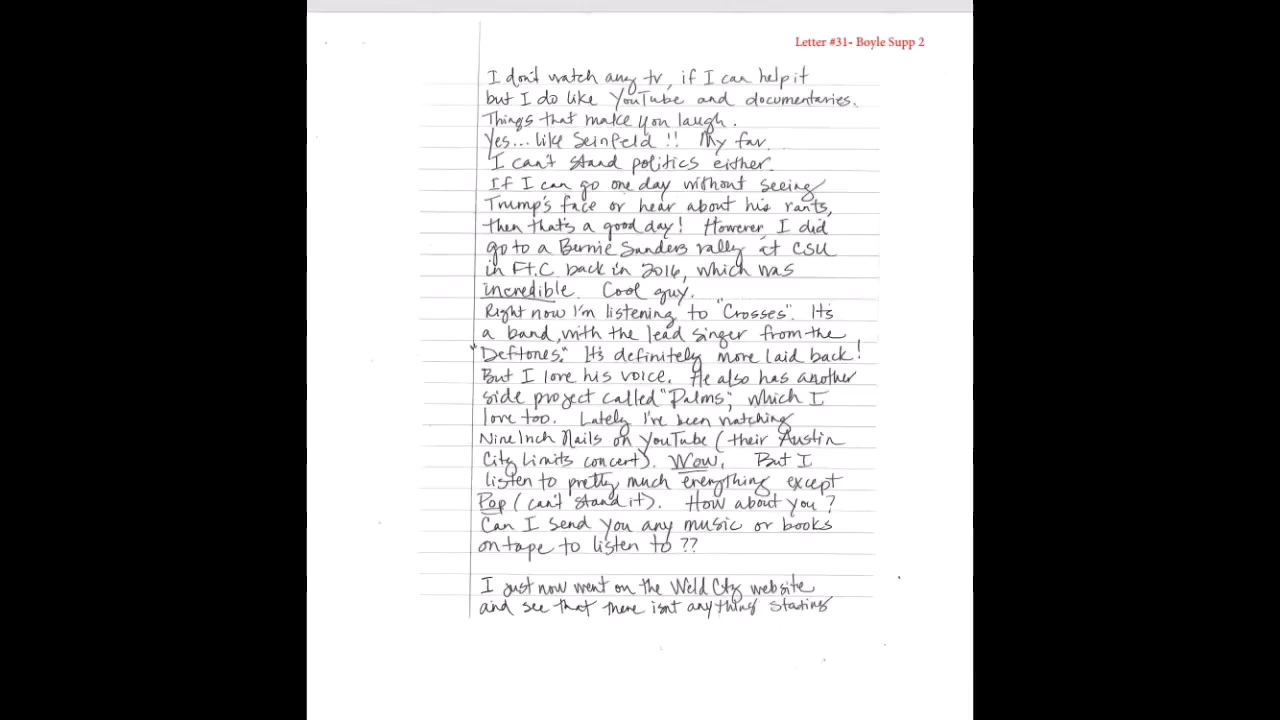 Letter #31- Boyle Supp 2
I don't watch any tv, if I can help it
but I do like YouTube and documentaries.
Things that make you laugh.
Yes... like Seinfeld !! My fav.
I can't stand politics either.
If I can go one day without seeing
Trump's face or hear about his rants,
then that's a good day! However, I did
go to a Bernie Sanders rally at CSU
in Ft.C. back in 2016, which was
incredible. Cool guy.
Right now I'm listening to "Crosses". It's
a band, with the lead singer from the
"Deftones." It's definitely more laid back!
But I love his voice. He also has another
side project called "Palms", which I
love too. Lately I've been watching
Nine Inch Nails on YouTube (their Austin
City Limits concert). Wow. But I
listen to pretty much everything except
Pop (can't stand it). How about you?
Can I send you any music or books
on tape to listen to ??
I just now went on the Weld Cty website
and see that there isn't anything stating